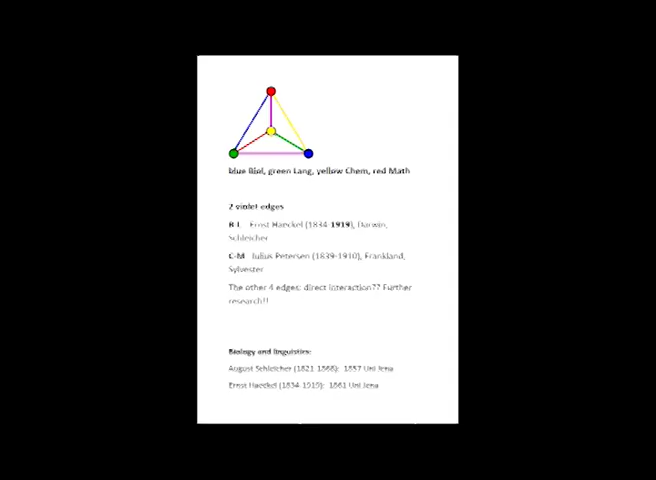 blue Biol, green Lang, yellow Chem, red Math
2 violet edges
B-L Ernst Haeckel (1834-1919), Darwin,
Schleicher
C-M Julius Petersen (1839-1910), Frankland,
Sylvester
The other 4 edges: direct interaction?? Further
research!!
Biology and linguistics:
August Schleicher (1821-1868): 1857 Uni Jena
Ernst Haeckel (1834-1919): 1861 Uni Jena